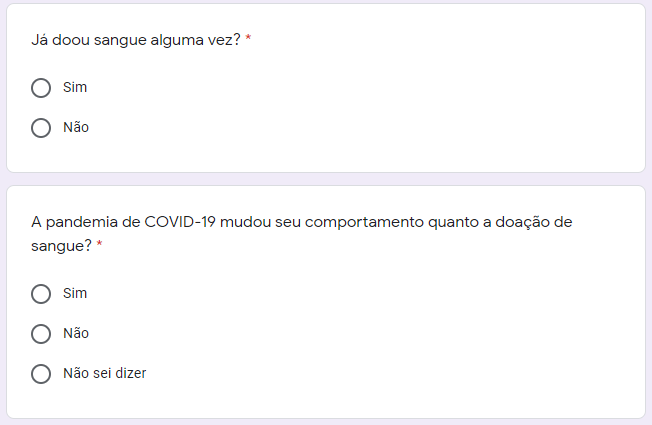 Já doou sangue alguma vez? *
Sim
Não
A pandemia de COVID-19 mudou seu comportamento quanto a doação de
sangue? *
Sim
Não
Não sei dizer